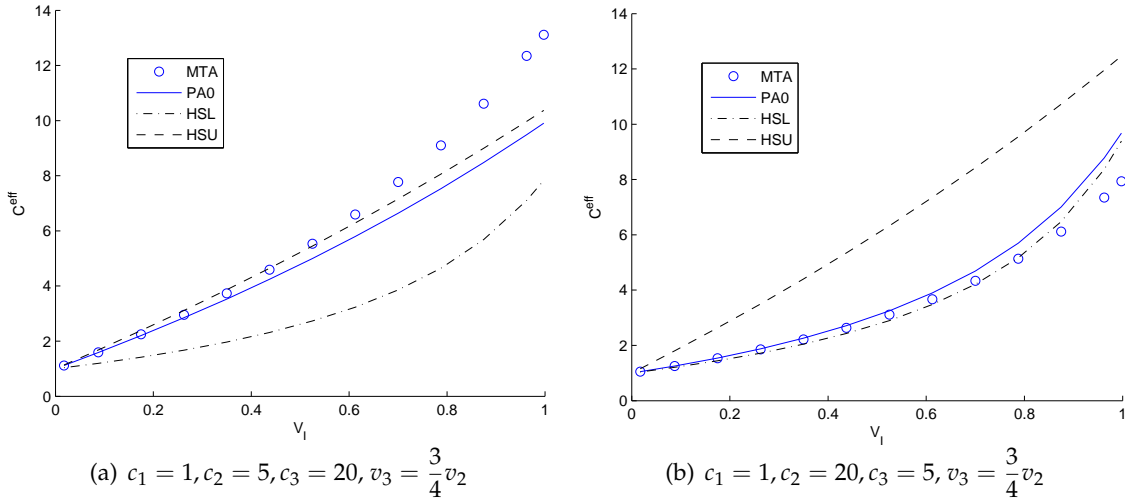 14
12
10
8
6
4
2
0
C^eff
MTA
PA0
HSL
HSU
0 0.2 0.4 0.6 0.8 1
V_I
(a) c_1 = 1, c_2 = 5, c_3 = 20, v_3 = \frac{3}{4} v_2
14
12
10
8
6
4
2
0
C^eff
MTA
PA0
HSL
HSU
0 0.2 0.4 0.6 0.8 1
V_I
(b) c_1 = 1, c_2 = 20, c_3 = 5, v_3 = \frac{3}{4} v_2